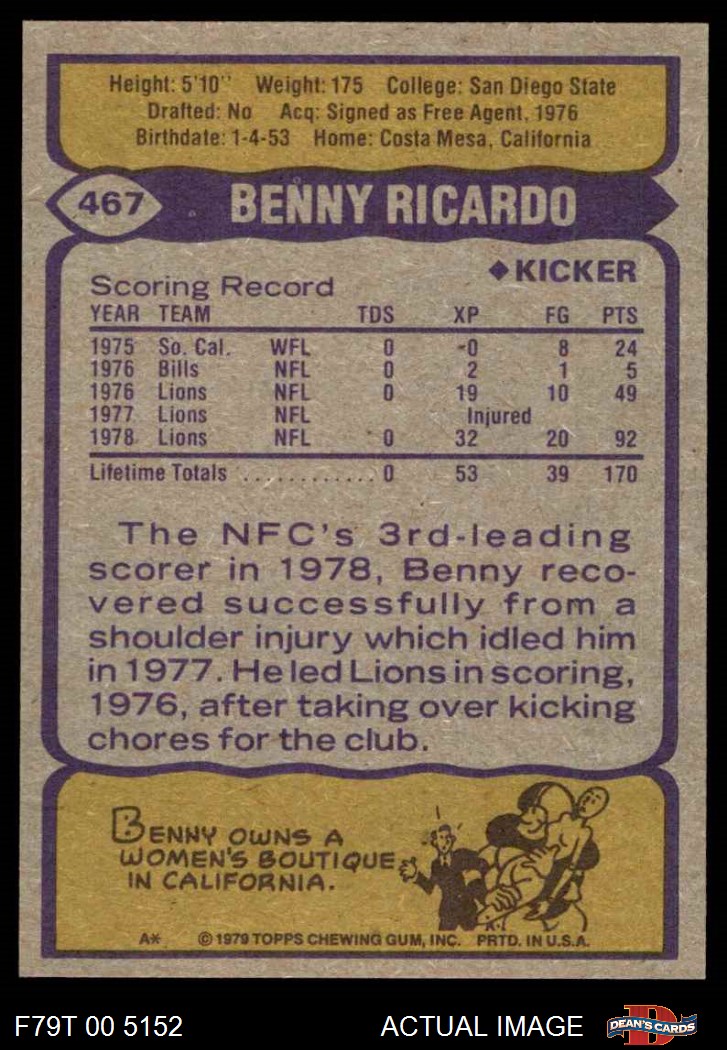 Height: 5'10" Weight: 175 College: San Diego State
Drafted: No Acq: Signed as Free Agent, 1976
Birthdate: 1-4-53 Home: Costa Mesa, California
467 BENNY RICARDO
◆KICKER
Scoring Record
YEAR TEAM TDS XP FG PTS
1975 So. Cal. WFL 0 -0 8 24
1976 Bills NFL 0 2 1 5
1976 Lions NFL 0 19 10 49
1977 Lions NFL Injured
1978 Lions NFL 0 32 20 92
Lifetime Totals . . . . . . . . . . . . 0 53 39 170
The NFC's 3rd-leading
scorer in 1978, Benny reco-
vered successfully from a
shoulder injury which idled him
in 1977. He led Lions in scoring,
1976, after taking over kicking
chores for the club.
BENNY OWNS A
WOMEN'S BOUTIQUE
IN CALIFORNIA.
A* © 1979 TOPPS CHEWING GUM, INC. PRTD. IN U.S.A.
F79T 00 5152 ACTUAL IMAGE D DEAN'S CARDS